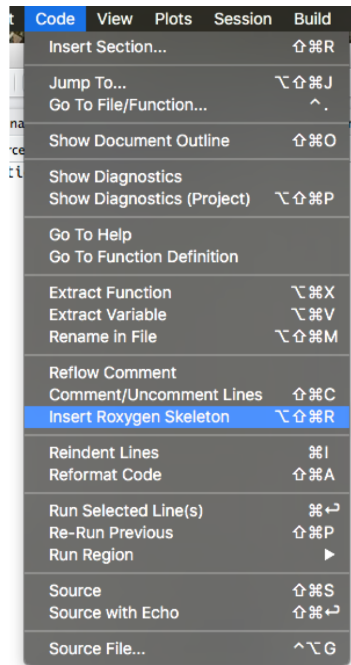 Code View Plots Session Build
Insert Section... ⇧⌘R
Jump To... ⌥⇧⌘J
Go To File/Function... ^.
Show Document Outline ⇧⌘O
Show Diagnostics
Show Diagnostics (Project) ⌥⇧⌘P
Go To Help
Go To Function Definition
Extract Function ⌥⌘X
Extract Variable ⌥⌘V
Rename in File ⌥⇧⌘M
Reflow Comment
Comment/Uncomment Lines ⇧⌘C
Insert Roxygen Skeleton ⌥⇧⌘R
Reindent Lines ⌘I
Reformat Code ⇧⌘A
Run Selected Line(s) ⌘↩
Re-Run Previous ⇧⌘P
Run Region ▶
Source ⇧⌘S
Source with Echo ⇧⌘↩
Source File... ^⌥G